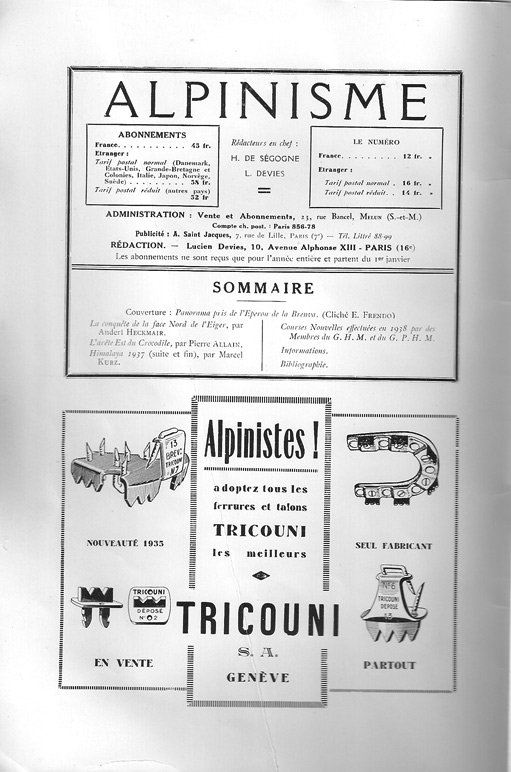 ALPINISME
ABONNEMENTS
France. . . . . . . . . . . 45 fr.
Etranger :
Tarif postal normal (Danemark,
États-Unis, Grande-Bretagne et
Colonies, Italie, Japon, Norvège,
Suède) . . . . . . . . . 58 fr.
Tarif postal réduit (autres pays)
52 fr
Rédacteurs en chef :
H. DE SÉGOGNE
L. DEVIES
LE NUMÉRO
France. . . . . . . . . 12 fr. »
Etranger :
Tarif postal normal . 16 fr. »
Tarif postal réduit. . 14 fr. »
ADMINISTRATION : Vente et Abonnements, 23, rue Bancel, MELUN (S.-et-M.)
Compte ch. post. : Paris 856-78
Publicité : A. Saint Jacques, 7, rue de Lille, PARIS (7e) — Tél. Littré 88-99
RÉDACTION. — Lucien Devies, 10, Avenue Alphonse XIII - PARIS (16e)
Les abonnements ne sont reçus que pour l'année entière et partent du 1er janvier
SOMMAIRE
Couverture : Panorama pris de l'Eperon de la Brenva. (Cliché E. FRENDO)
La conquête de la face Nord de l'Eiger, par
Anderl HECKMAIR.
L'arête Est du Crocodile, par Pierre ALLAIN.
Himalaya 1937 (suite et fin), par Marcel
KURZ.
Courses Nouvelles effectuées en 1938 par des
Membres du G. H. M. et du G. P. H. M.
Informations.
Bibliographie.
13
BREV.
TRICOUNI
N°7
NOUVEAUTÉ 1935
Alpinistes !
adoptez tous les
ferrures et talons
TRICOUNI
les meilleurs
SEUL FABRICANT
TRICOUNI
DÉPOSÉ
N° 2
EN VENTE
TRICOUNI
S. A.
GENÈVE
N°6
TRICOUNI
DÉPOSÉ
PARTOUT